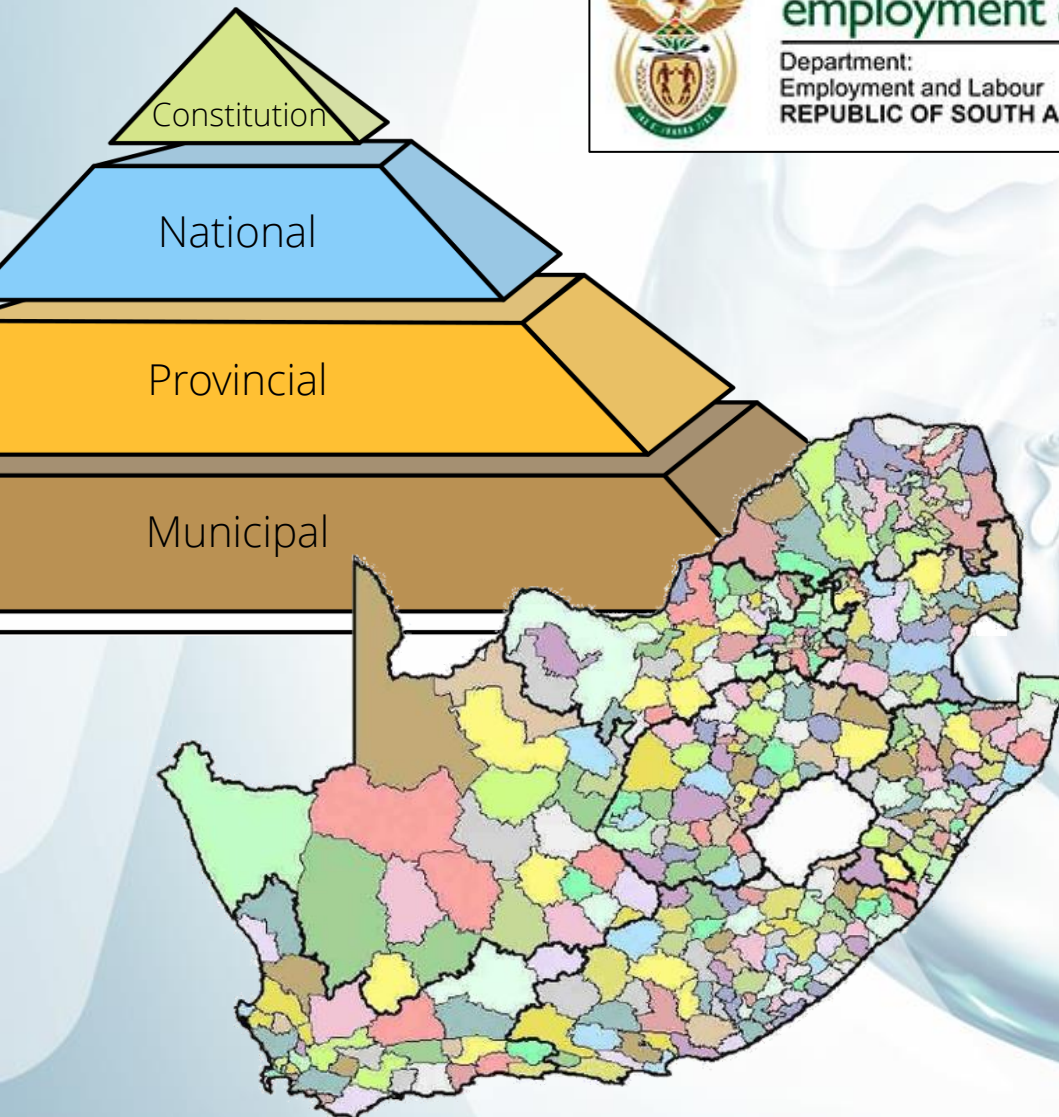 employment
Department:
Employment and Labour
REPUBLIC OF SOUTH
Constitution
National
Provincial
Municipal